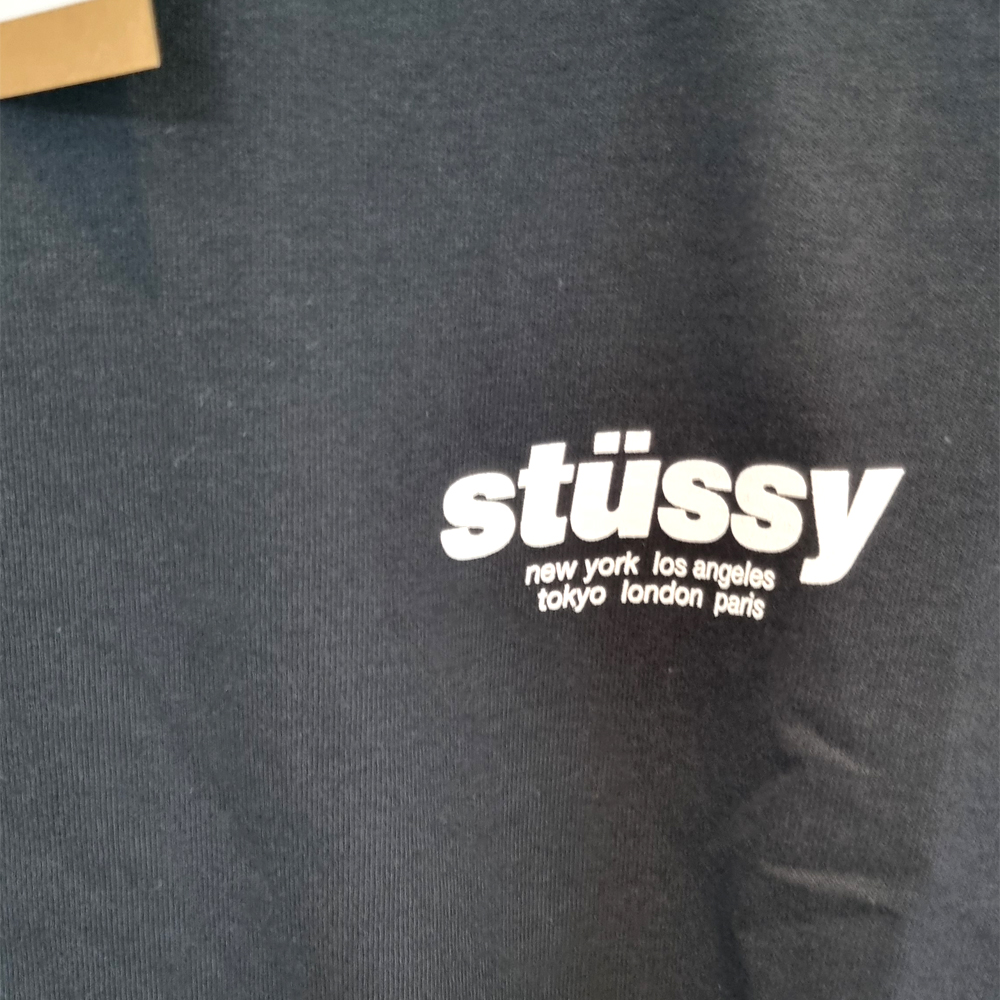 stüssy
new york los angeles
tokyo london paris